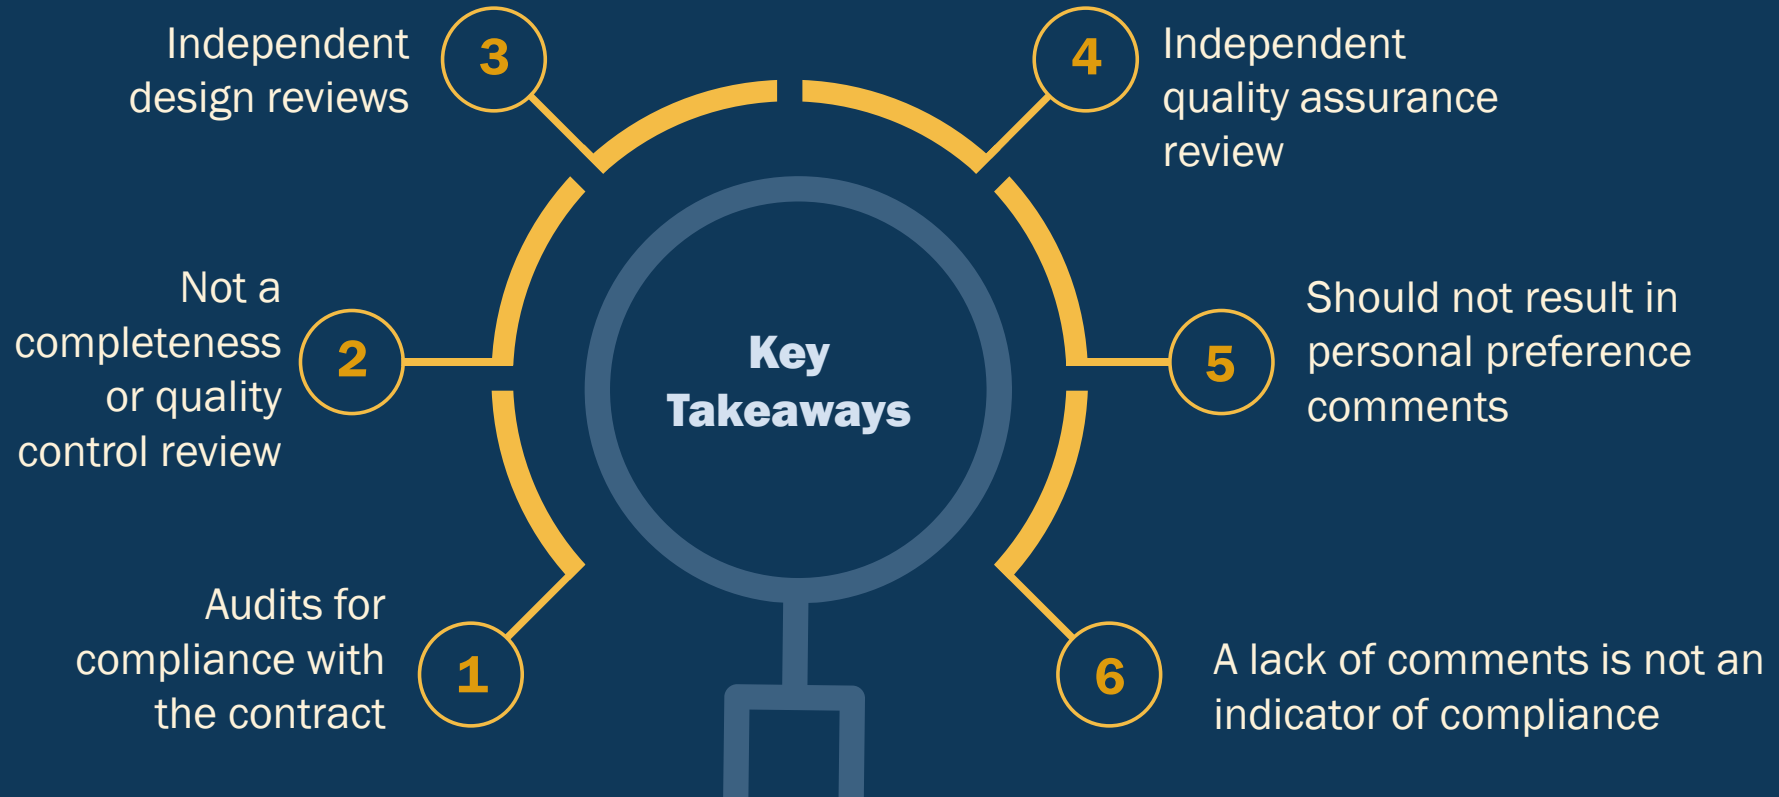 Key
Takeaways
1
Audits for
compliance with
the contract
2
Not a
completeness
or quality
control review
3
Independent
design reviews
4
Independent
quality assurance
review
5
Should not result in
personal preference
comments
6
A lack of comments is not an
indicator of compliance